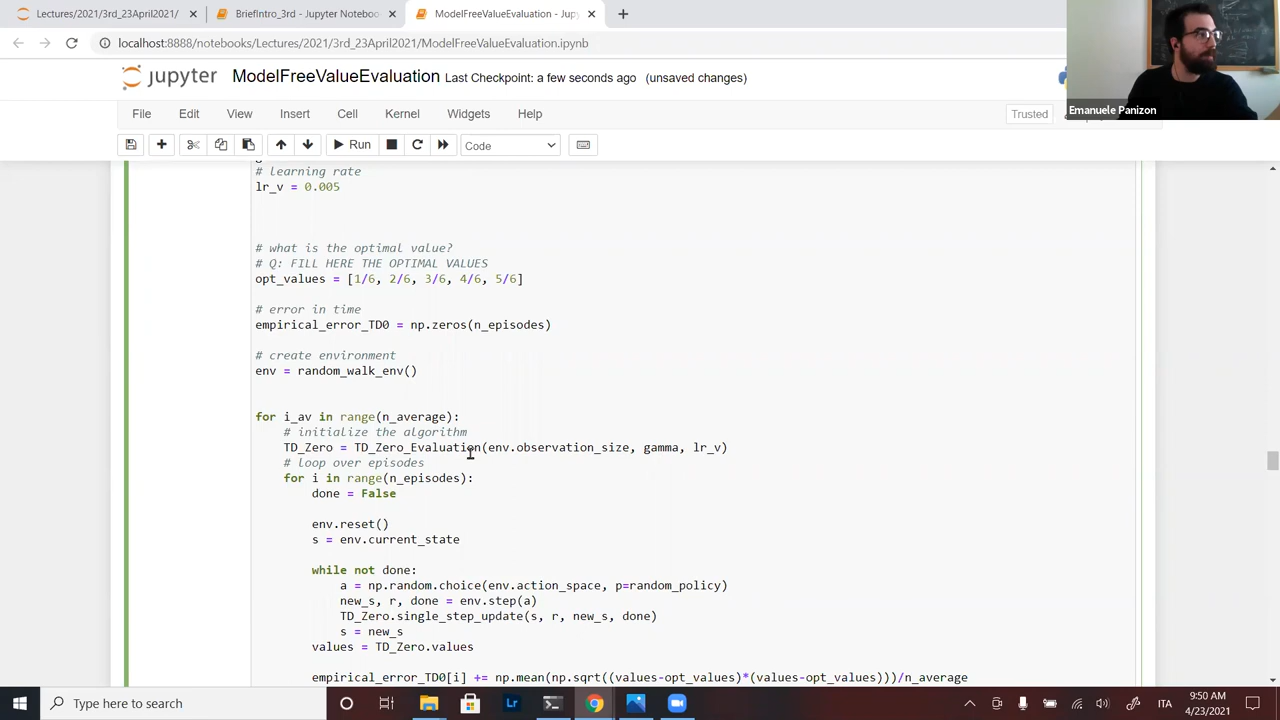 Lectures/2021/3rd_23April2021/
BriefIntro_3rd - Jupyter Noteboo
ModelFreeValueEvaluation - Jup
localhost:8888/notebooks/Lectures/2021/3rd_23April2021/ModelFreeValueEvaluation.ipynb
jupyter ModelFreeValueEvaluation Last Checkpoint: a few seconds ago (unsaved changes)
Emanuele Panizon
File Edit View Insert Cell Kernel Widgets Help Trusted
Run Code
# learning rate
lr_v = 0.005
# what is the optimal value?
# Q: FILL HERE THE OPTIMAL VALUES
opt_values = [1/6, 2/6, 3/6, 4/6, 5/6]
# error in time
empirical_error_TD0 = np.zeros(n_episodes)
# create environment
env = random_walk_env()
for i_av in range(n_average):
# initialize the algorithm
TD_Zero = TD_Zero_Evaluation(env.observation_size, gamma, lr_v)
# loop over episodes
for i in range(n_episodes):
done = False
env.reset()
s = env.current_state
while not done:
a = np.random.choice(env.action_space, p=random_policy)
new_s, r, done = env.step(a)
TD_Zero.single_step_update(s, r, new_s, done)
s = new_s
values = TD_Zero.values
empirical_error_TD0[i] += np.mean(np.sqrt((values-opt_values)*(values-opt_values)))/n_average
Type here to search
ITA
9:50 AM
4/23/2021